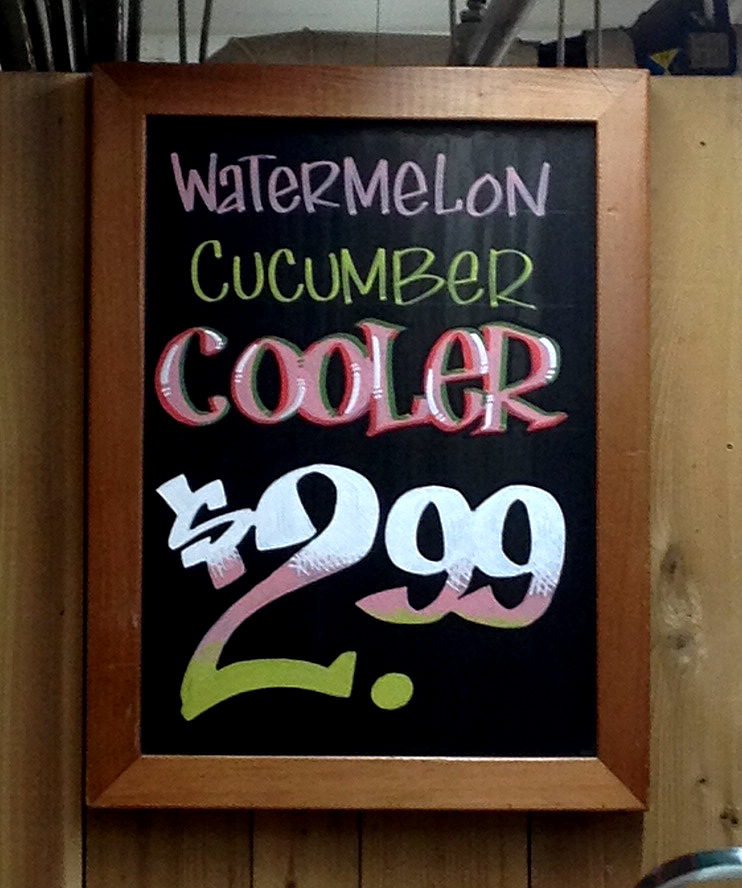 WATERMELON
CUCUMBER
COOLER
$2.99